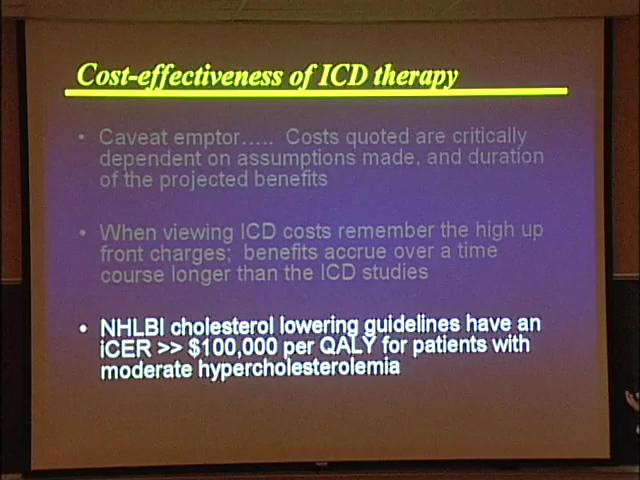 Cost-effectiveness of ICD therapy
• Caveat emptor..... Costs quoted are critically
dependent on assumptions made, and duration
of the projected benefits
• When viewing ICD costs remember the high up
front charges; benefits accrue over a time
course longer than the ICD studies
• NHLBI cholesterol lowering guidelines have an
iCER >> $100,000 per QALY for patients with
moderate hypercholesterolemia